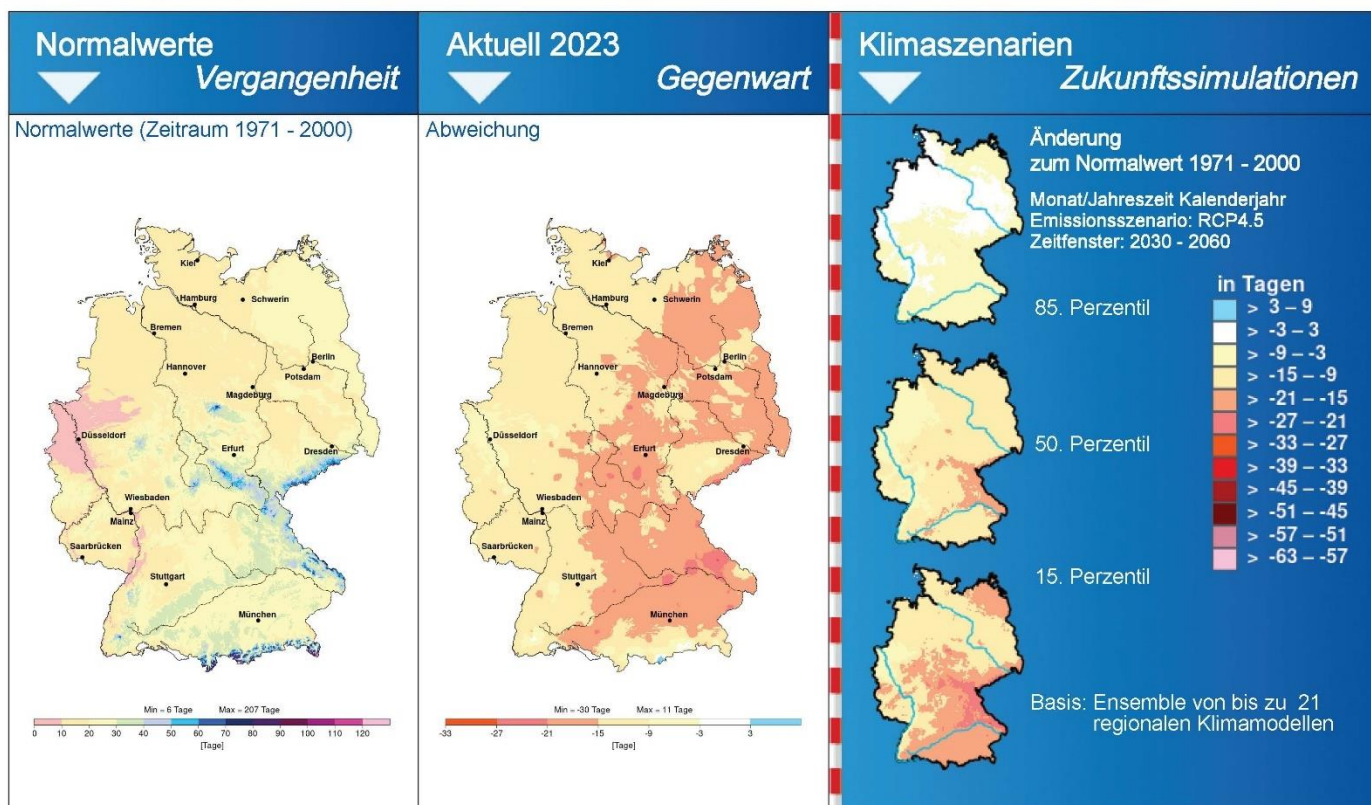 Normalwerte
Vergangenheit
Normalwerte (Zeitraum 1971 - 2000)
Kiel
Hamburg
Schwerin
Bremen
Berlin
Hannover
Potsdam
Magdeburg
Düsseldorf
Erfurt
Dresden
Wiesbaden
Mainz
Saarbrücken
Stuttgart
München
Min = 6 Tage Max = 207 Tage
0 10 20 30 40 50 60 70 80 90 100 110 120
[Tage]
Aktuell 2023
Gegenwart
Abweichung
Kiel
Hamburg
Schwerin
Bremen
Berlin
Hannover
Potsdam
Magdeburg
Düsseldorf
Erfurt
Dresden
Wiesbaden
Mainz
Saarbrücken
Stuttgart
München
Min = -30 Tage Max = 11 Tage
-33 -27 -21 -15 -9 -3 3
[Tage]
Klimaszenarien
Zukunftssimulationen
Änderung
zum Normalwert 1971 - 2000
Monat/Jahreszeit Kalenderjahr
Emissionsszenario: RCP4.5
Zeitfenster: 2030 - 2060
85. Perzentil
50. Perzentil
15. Perzentil
in Tagen
> 3 – 9
> -3 – 3
> -9 – -3
> -15 – -9
> -21 – -15
> -27 – -21
> -33 – -27
> -39 – -33
> -45 – -39
> -51 – -45
> -57 – -51
> -63 – -57
Basis: Ensemble von bis zu 21
regionalen Klimamodellen